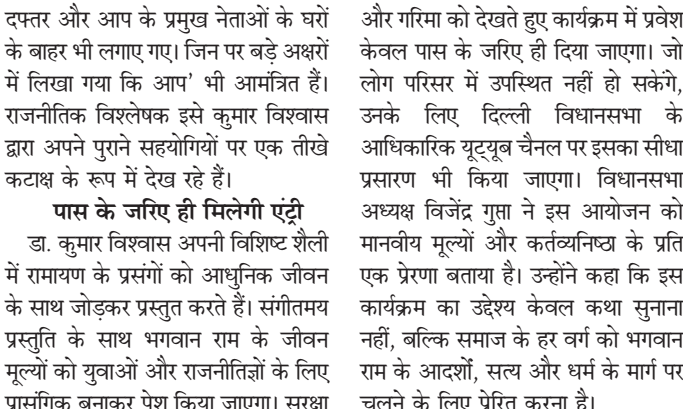 दफ्तर और आप के प्रमुख नेताओं के घरों
के बाहर भी लगाए गए। जिन पर बड़े अक्षरों
में लिखा गया कि आप' भी आमंत्रित हैं।
राजनीतिक विश्लेषक इसे कुमार विश्वास
द्वारा अपने पुराने सहयोगियों पर एक तीखे
कटाक्ष के रूप में देख रहे हैं।
पास के जरिए ही मिलेगी एंट्री
डा. कुमार विश्वास अपनी विशिष्ट शैली
में रामायण के प्रसंगों को आधुनिक जीवन
के साथ जोड़कर प्रस्तुत करते हैं। संगीतमय
प्रस्तुति के साथ भगवान राम के जीवन
मूल्यों को युवाओं और राजनीतिज्ञों के लिए
प्रासंगिक बनाकर पेश किया जाएगा। सुरक्षा
और गरिमा को देखते हुए कार्यक्रम में प्रवेश
केवल पास के जरिए ही दिया जाएगा। जो
लोग परिसर में उपस्थित नहीं हो सकेंगे,
उनके लिए दिल्ली विधानसभा के
आधिकारिक यूट्यूब चैनल पर इसका सीधा
प्रसारण भी किया जाएगा। विधानसभा
अध्यक्ष विजेंद्र गुप्ता ने इस आयोजन को
मानवीय मूल्यों और कर्तव्यनिष्ठा के प्रति
एक प्रेरणा बताया है। उन्होंने कहा कि इस
कार्यक्रम का उद्देश्य केवल कथा सुनाना
नहीं, बल्कि समाज के हर वर्ग को भगवान
राम के आदर्शों, सत्य और धर्म के मार्ग पर
चलने के लिए प्रेरित करना है।